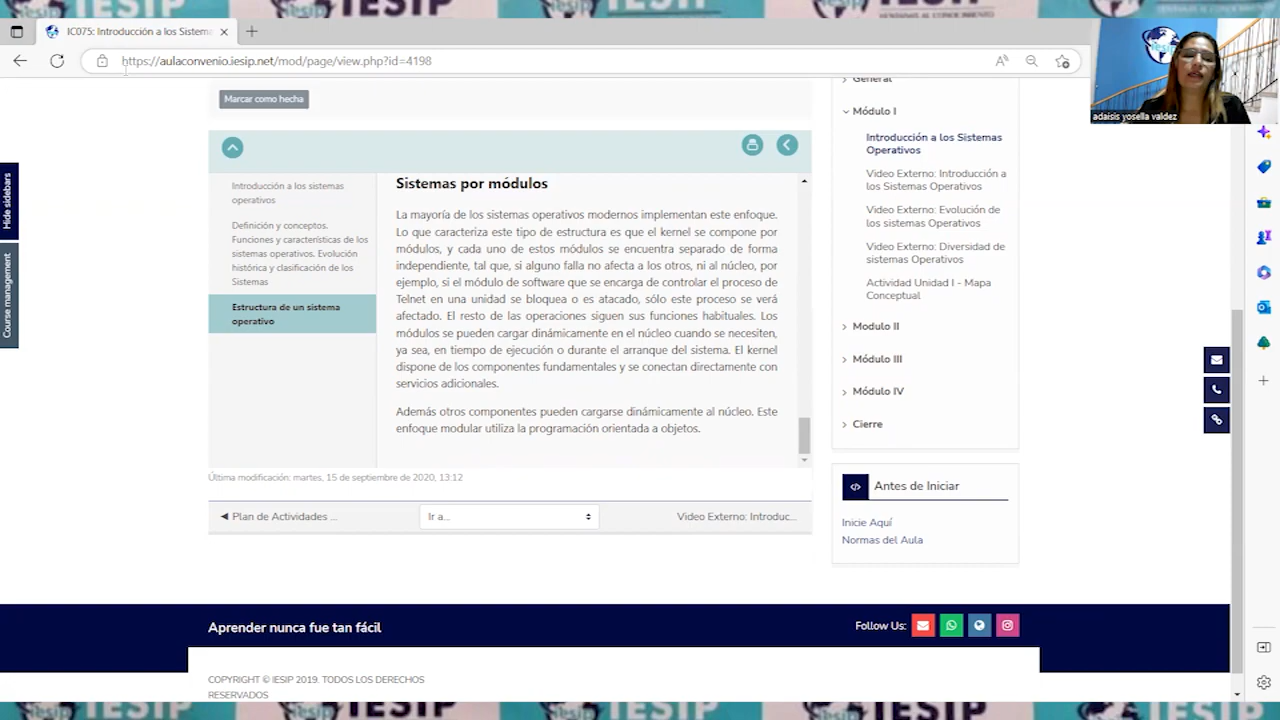 IC075: Introducción a los Sistema
https://aulaconvenio.iesip.net/mod/page/view.php?id=4198
adaisis yosella valdez
Hide sidebars
Course management
Marcar como hecha
Introducción a los sistemas
operativos
Definición y conceptos.
Funciones y características de los
sistemas operativos. Evolución
histórica y clasificación de los
Sistemas
Estructura de un sistema
operativo
Sistemas por módulos
La mayoría de los sistemas operativos modernos implementan este enfoque.
Lo que caracteriza este tipo de estructura es que el kernel se compone por
módulos, y cada uno de estos módulos se encuentra separado de forma
independiente, tal que, si alguno falla no afecta a los otros, ni al núcleo, por
ejemplo, si el módulo de software que se encarga de controlar el proceso de
Telnet en una unidad se bloquea o es atacado, sólo este proceso se verá
afectado. El resto de las operaciones siguen sus funciones habituales. Los
módulos se pueden cargar dinámicamente en el núcleo cuando se necesiten,
ya sea, en tiempo de ejecución o durante el arranque del sistema. El kernel
dispone de los componentes fundamentales y se conectan directamente con
servicios adicionales.
Además otros componentes pueden cargarse dinámicamente al núcleo. Este
enfoque modular utiliza la programación orientada a objetos.
Última modificación: martes, 15 de septiembre de 2020, 13:12
◄ Plan de Actividades ...
Ir a...
Video Externo: Introduc...
General
Módulo I
Introducción a los Sistemas
Operativos
Video Externo: Introducción a
los Sistemas Operativos
Video Externo: Evolución de
los sistemas Operativos
Video Externo: Diversidad de
sistemas Operativos
Actividad Unidad I - Mapa
Conceptual
Modulo II
Módulo III
Módulo IV
Cierre
Antes de Iniciar
Inicie Aquí
Normas del Aula
Aprender nunca fue tan fácil
Follow Us:
COPYRIGHT © IESIP 2019. TODOS LOS DERECHOS
RESERVADOS